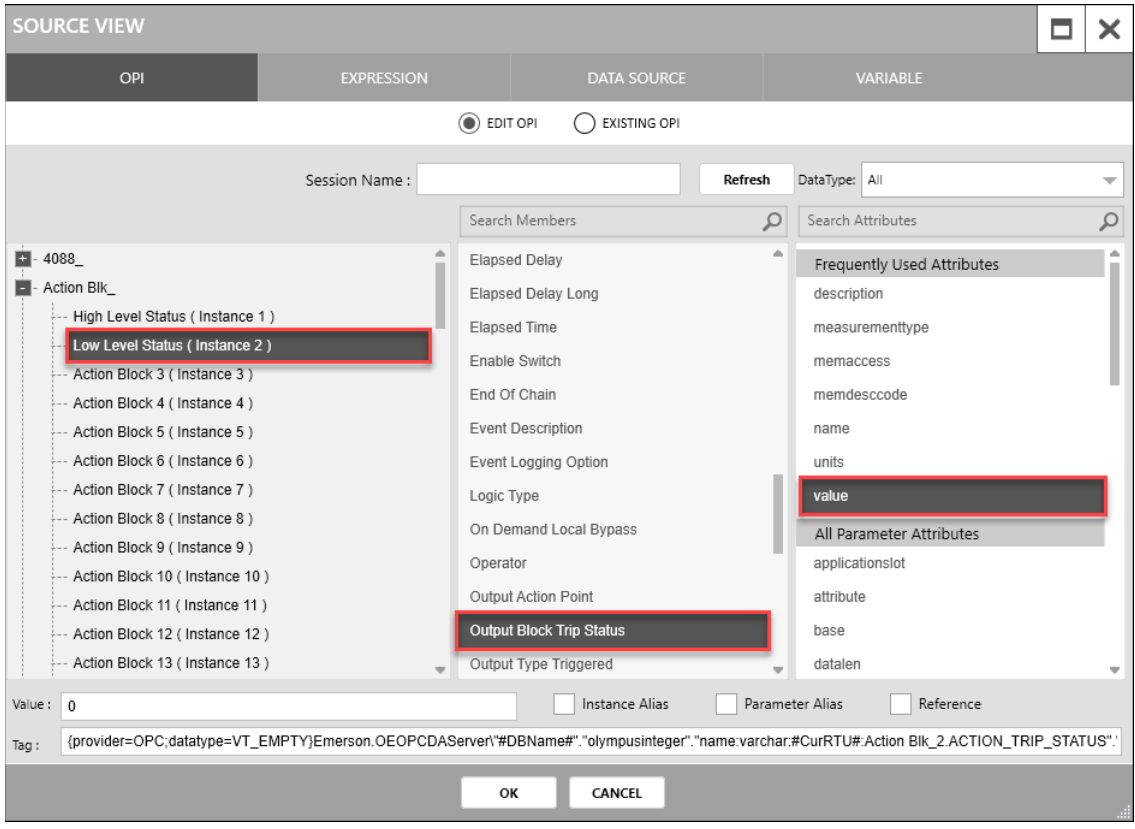 SOURCE VIEW
OPI
EXPRESSION
DATA SOURCE
VARIABLE
EDIT OPI
EXISTING OPI
Session Name :
Refresh
DataType:
All
Search Members
Search Attributes
4088_
Action Blk_
High Level Status ( Instance 1 )
Low Level Status ( Instance 2 )
Action Block 3 ( Instance 3 )
Action Block 4 ( Instance 4 )
Action Block 5 ( Instance 5 )
Action Block 6 ( Instance 6 )
Action Block 7 ( Instance 7 )
Action Block 8 ( Instance 8 )
Action Block 9 ( Instance 9 )
Action Block 10 ( Instance 10 )
Action Block 11 ( Instance 11 )
Action Block 12 ( Instance 12 )
Action Block 13 ( Instance 13 )
Elapsed Delay
Elapsed Delay Long
Elapsed Time
Enable Switch
End Of Chain
Event Description
Event Logging Option
Logic Type
On Demand Local Bypass
Operator
Output Action Point
Output Block Trip Status
Output Type Triggered
Frequently Used Attributes
description
measurementtype
memaccess
memdesccode
name
units
value
All Parameter Attributes
applicationslot
attribute
base
datalen
Value :
0
Instance Alias
Parameter Alias
Reference
Tag :
{provider=OPC;datatype=VT_EMPTY}Emerson.OEOPCDAServer\"#DBName#"."olympusinteger"."name:varchar:#CurRTU#:Action Blk_2.ACTION_TRIP_STATUS".'
OK
CANCEL